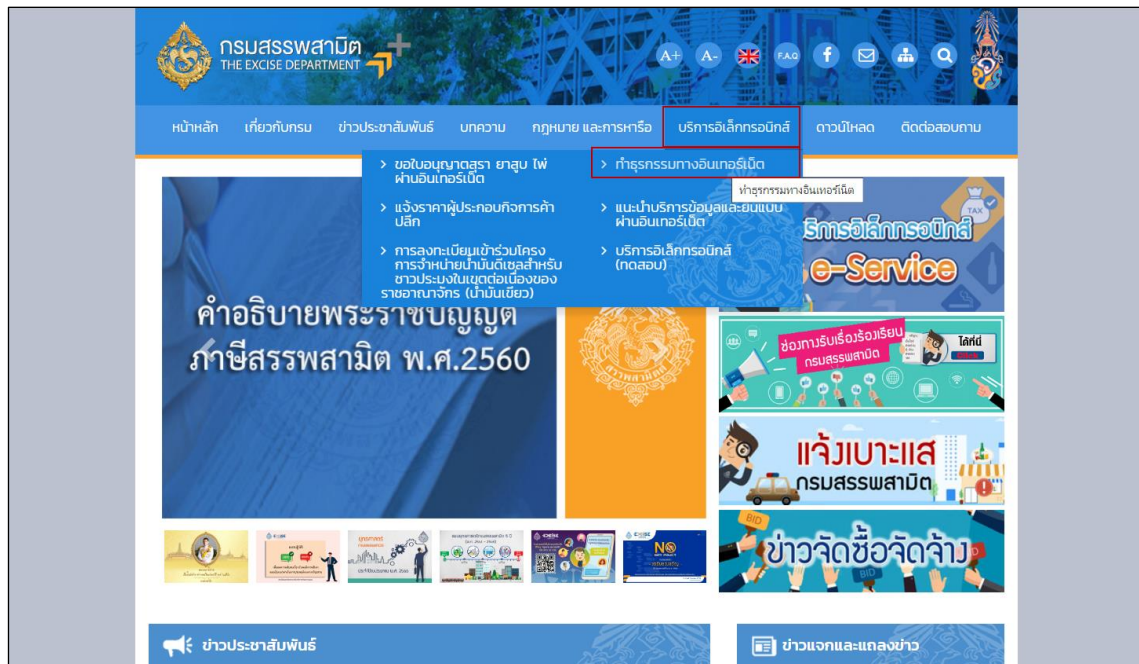 กรมสรรพสามิต
THE EXCISE DEPARTMENT
A+ A- F.A.Q
หน้าหลัก เกี่ยวกับกรม ข่าวประชาสัมพันธ์ บทความ กฎหมาย และการหารือ บริการอิเล็กทรอนิกส์ ดาวน์โหลด ติดต่อสอบถาม
> ขอใบอนุญาตสุรา ยาสูบ ไพ่
ผ่านอินเทอร์เน็ต
> แจ้งราคาผู้ประกอบกิจการค้า
ปลีก
> การลงทะเบียนเข้าร่วมโครง
การจำหน่ายน้ำมันดีเซลสำหรับ
ชาวประมงในเขตต่อเนื่องของ
ราชอาณาจักร (น้ำมันเขียว)
> ทำธุรกรรมทางอินเตอร์เน็ต
ทำธุรกรรมทางอินเทอร์เน็ต
> แนะนำบริการข้อมูลและยื่นแบบ
ผ่านอินเตอร์เน็ต
> บริการอิเล็กทรอนิกส์
(ทดสอบ)
คำอธิบายพระราชบัญญัติ
ภาษีสรรพสามิต พ.ศ.2560
สรรพสามิต
TAX
บริการอิเล็กทรอนิกส์
e-Service
ช่องทางรับเรื่องร้องเรียน
กรมสรรพสามิต
ได้ที่นี่
แจ้งเบาะแส
กรมสรรพสามิต
BID
ข่าวจัดซื้อจัดจ้าง
BID
ข่าวประชาสัมพันธ์
ข่าวแจกและแถลงข่าว